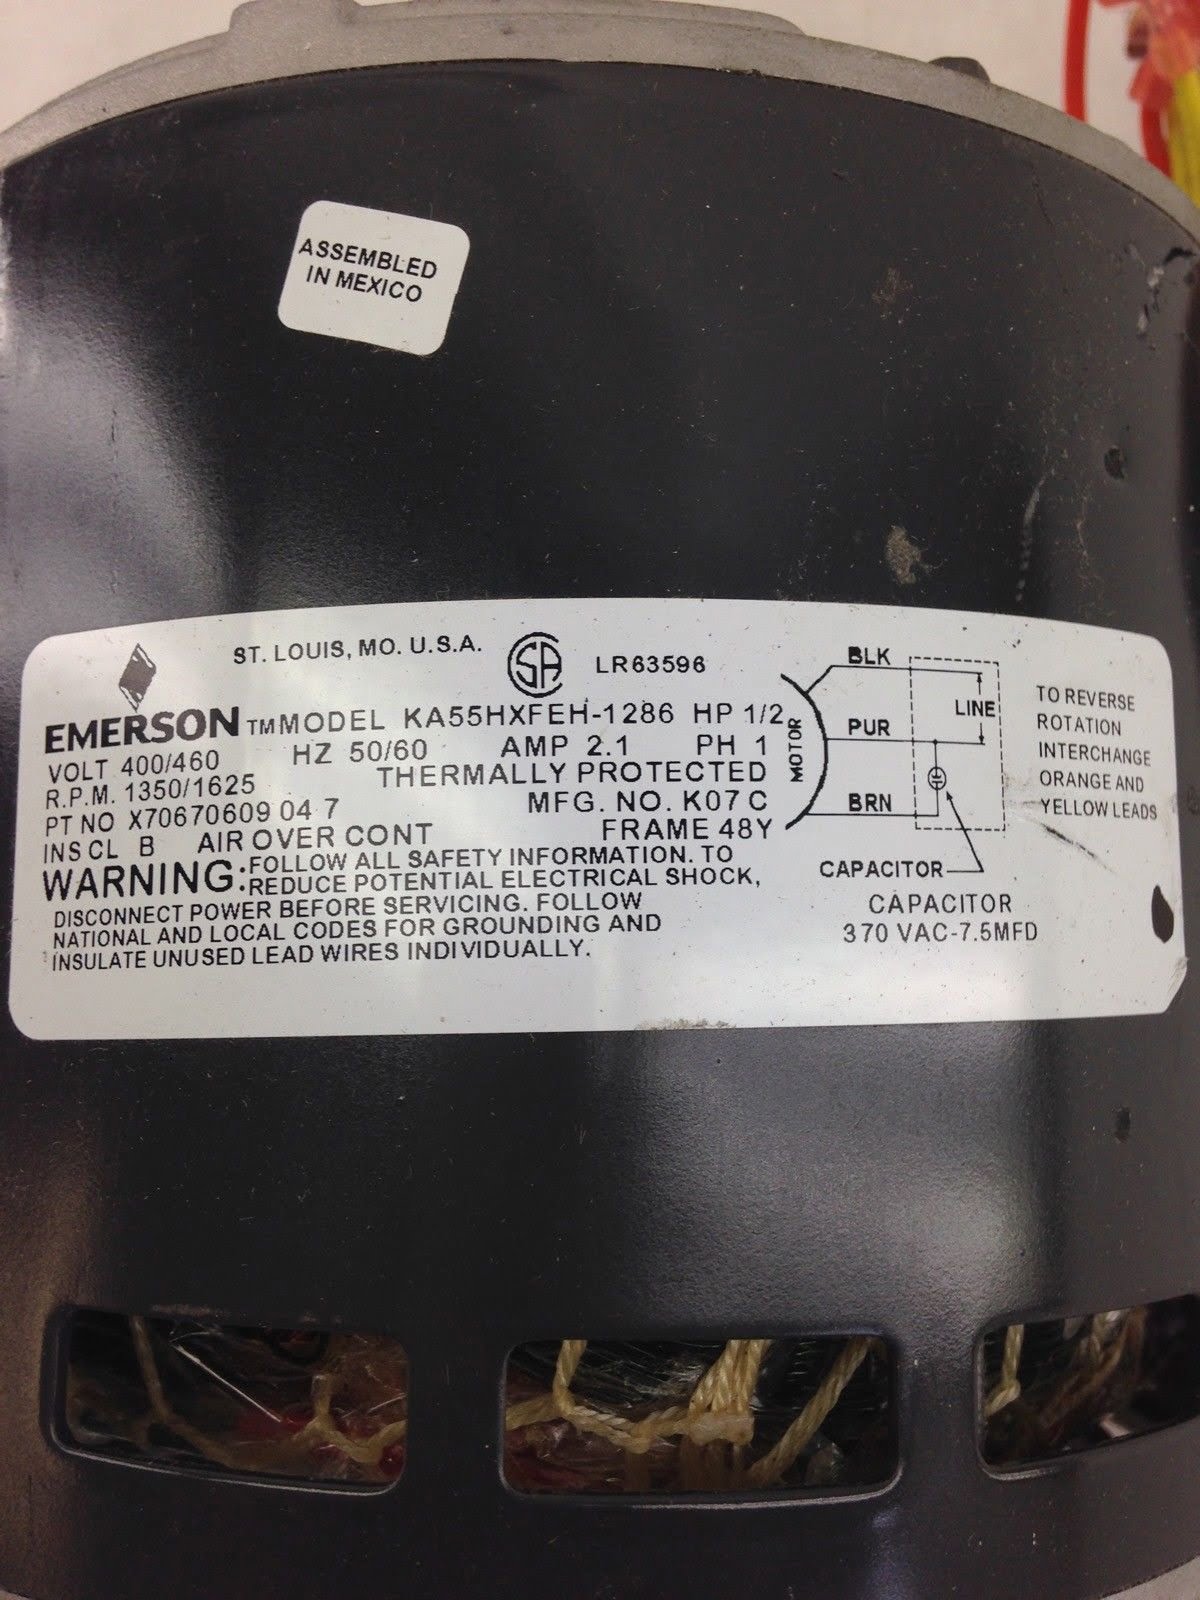 ASSEMBLED
IN MEXICO
ST. LOUIS, MO. U.S.A.
SA
LR63596
EMERSON TM MODEL KA55HXFEH-1286 HP 1/2
VOLT 400/460 HZ 50/60 AMP 2.1 PH 1
R.P.M. 1350/1625 THERMALLY PROTECTED
PT NO X70670609 04 7 MFG. NO. K07 C
INS CL B AIR OVER CONT FRAME 48Y
WARNING: FOLLOW ALL SAFETY INFORMATION. TO
REDUCE POTENTIAL ELECTRICAL SHOCK,
DISCONNECT POWER BEFORE SERVICING. FOLLOW
NATIONAL AND LOCAL CODES FOR GROUNDING AND
INSULATE UNUSED LEAD WIRES INDIVIDUALLY.
MOTOR
BLK
LINE
PUR
BRN
CAPACITOR
CAPACITOR
370 VAC-7.5MFD
TO REVERSE
ROTATION
INTERCHANGE
ORANGE AND
YELLOW LEADS